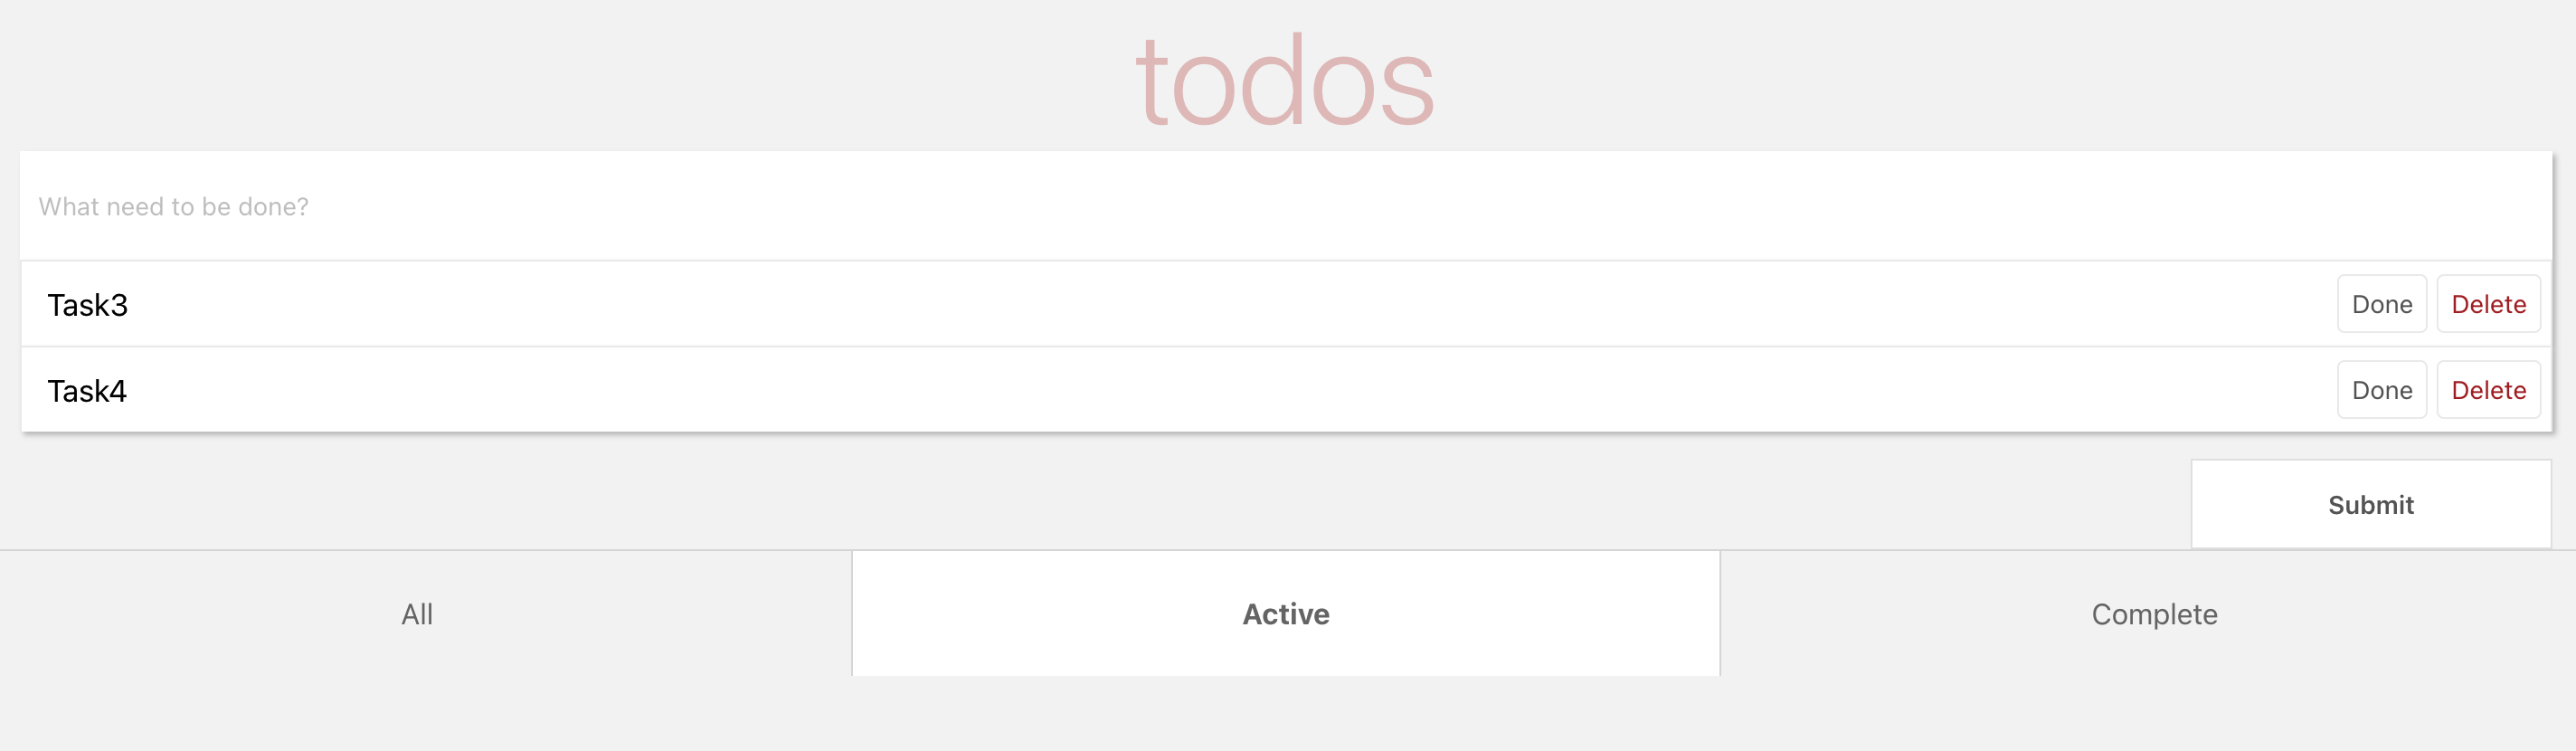 todos
What need to be done?
Task3 Done Delete
Task4 Done Delete
Submit
All Active Complete